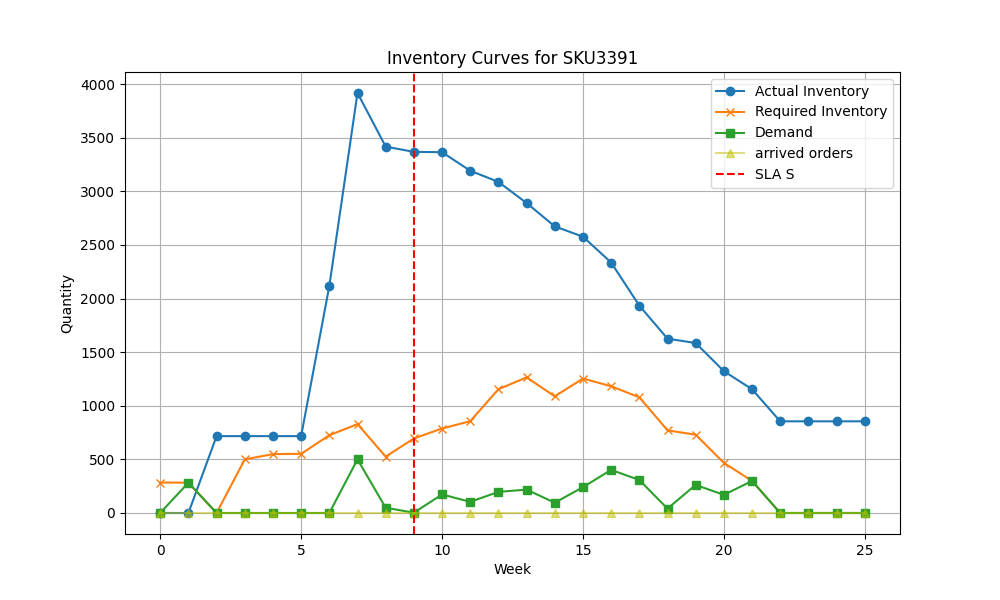 Inventory Curves for SKU3391
Actual Inventory
Required Inventory
Demand
arrived orders
SLA S
4000
3500
3000
2500
2000
1500
1000
500
0
Quantity
0 5 10 15 20 25
Week